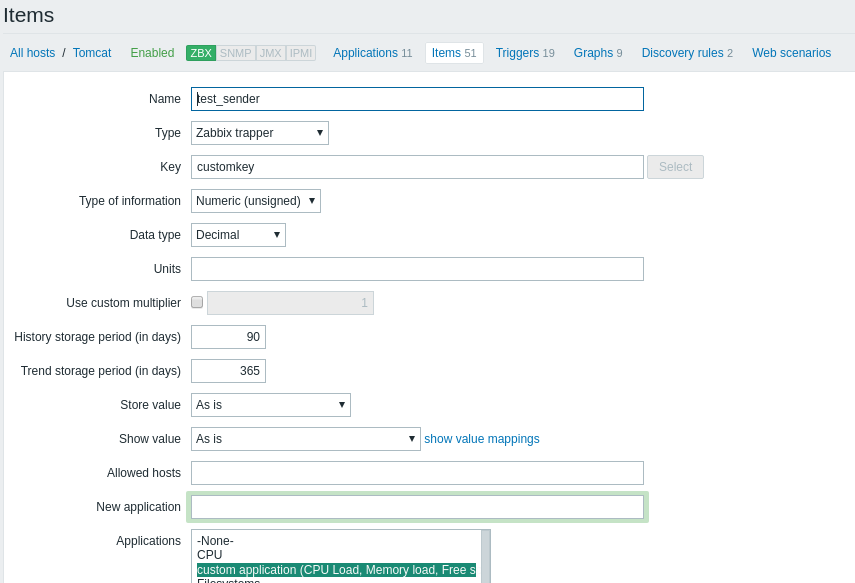 Items
All hosts / Tomcat Enabled ZBX SNMP JMX IPMI Applications 11 Items 51 Triggers 19 Graphs 9 Discovery rules 2 Web scenarios
Name test_sender
Type Zabbix trapper
Key customkey Select
Type of information Numeric (unsigned)
Data type Decimal
Units
Use custom multiplier 1
History storage period (in days) 90
Trend storage period (in days) 365
Store value As is
Show value As is show value mappings
Allowed hosts
New application
Applications -None-
CPU
custom application (CPU Load, Memory load, Free s
Filesystems